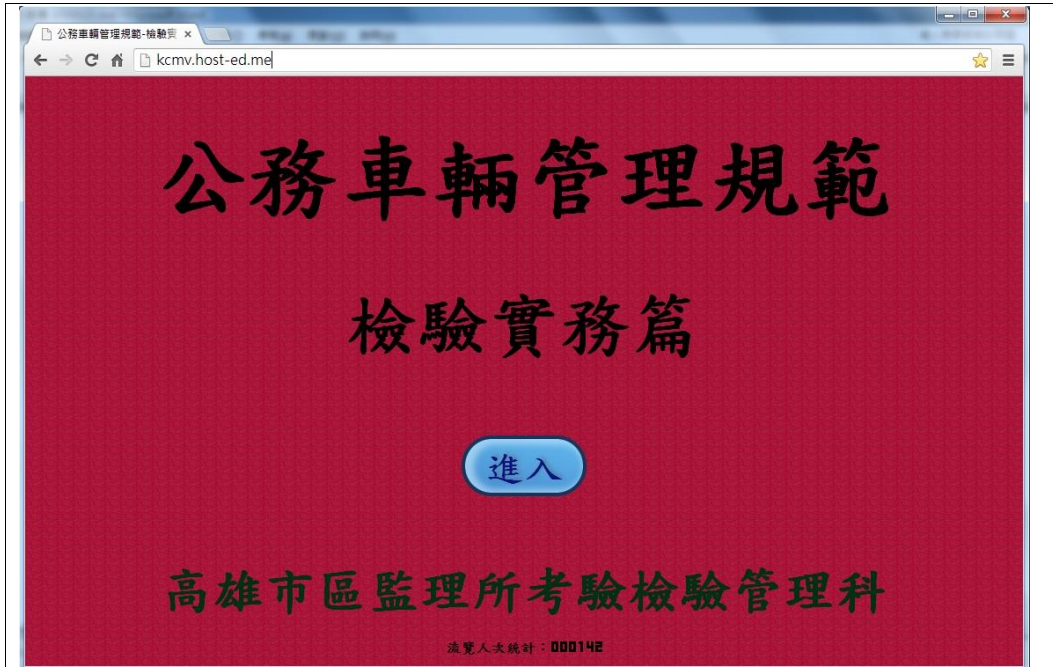 公務車輛管理規範-檢驗實
kcmv.host-ed.me
公務車輛管理規範
檢驗實務篇
進入
高雄市區監理所考驗檢驗管理科
流覽人次統計：000142